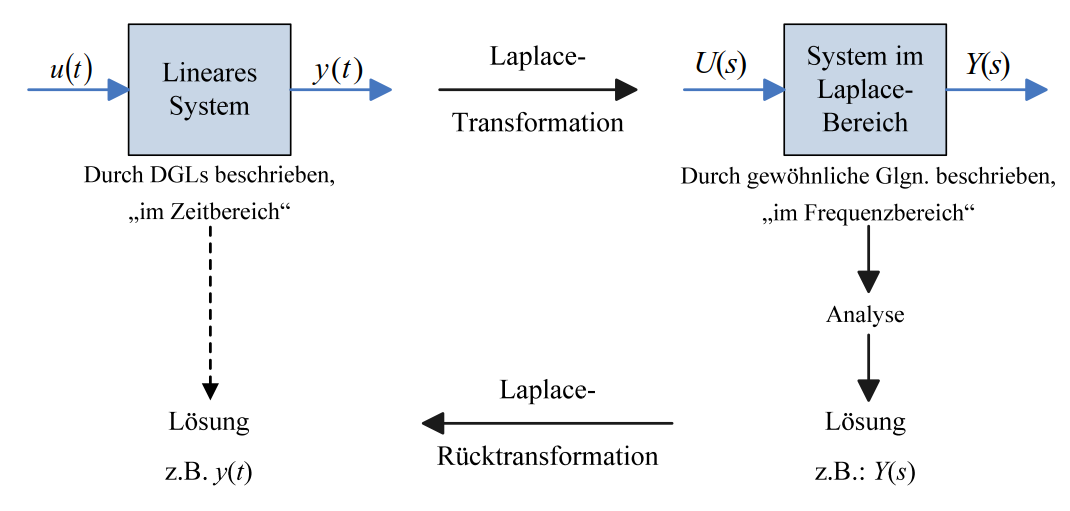 u(t)
Lineares
System
y(t)
Durch DGLs beschrieben,
„im Zeitbereich“
Laplace-
Transformation
U(s)
System im
Laplace-
Bereich
Y(s)
Durch gewöhnliche Glgn. beschrieben,
„im Frequenzbereich“
Analyse
Lösung
z.B.: Y(s)
Laplace-
Rücktransformation
Lösung
z.B. y(t)